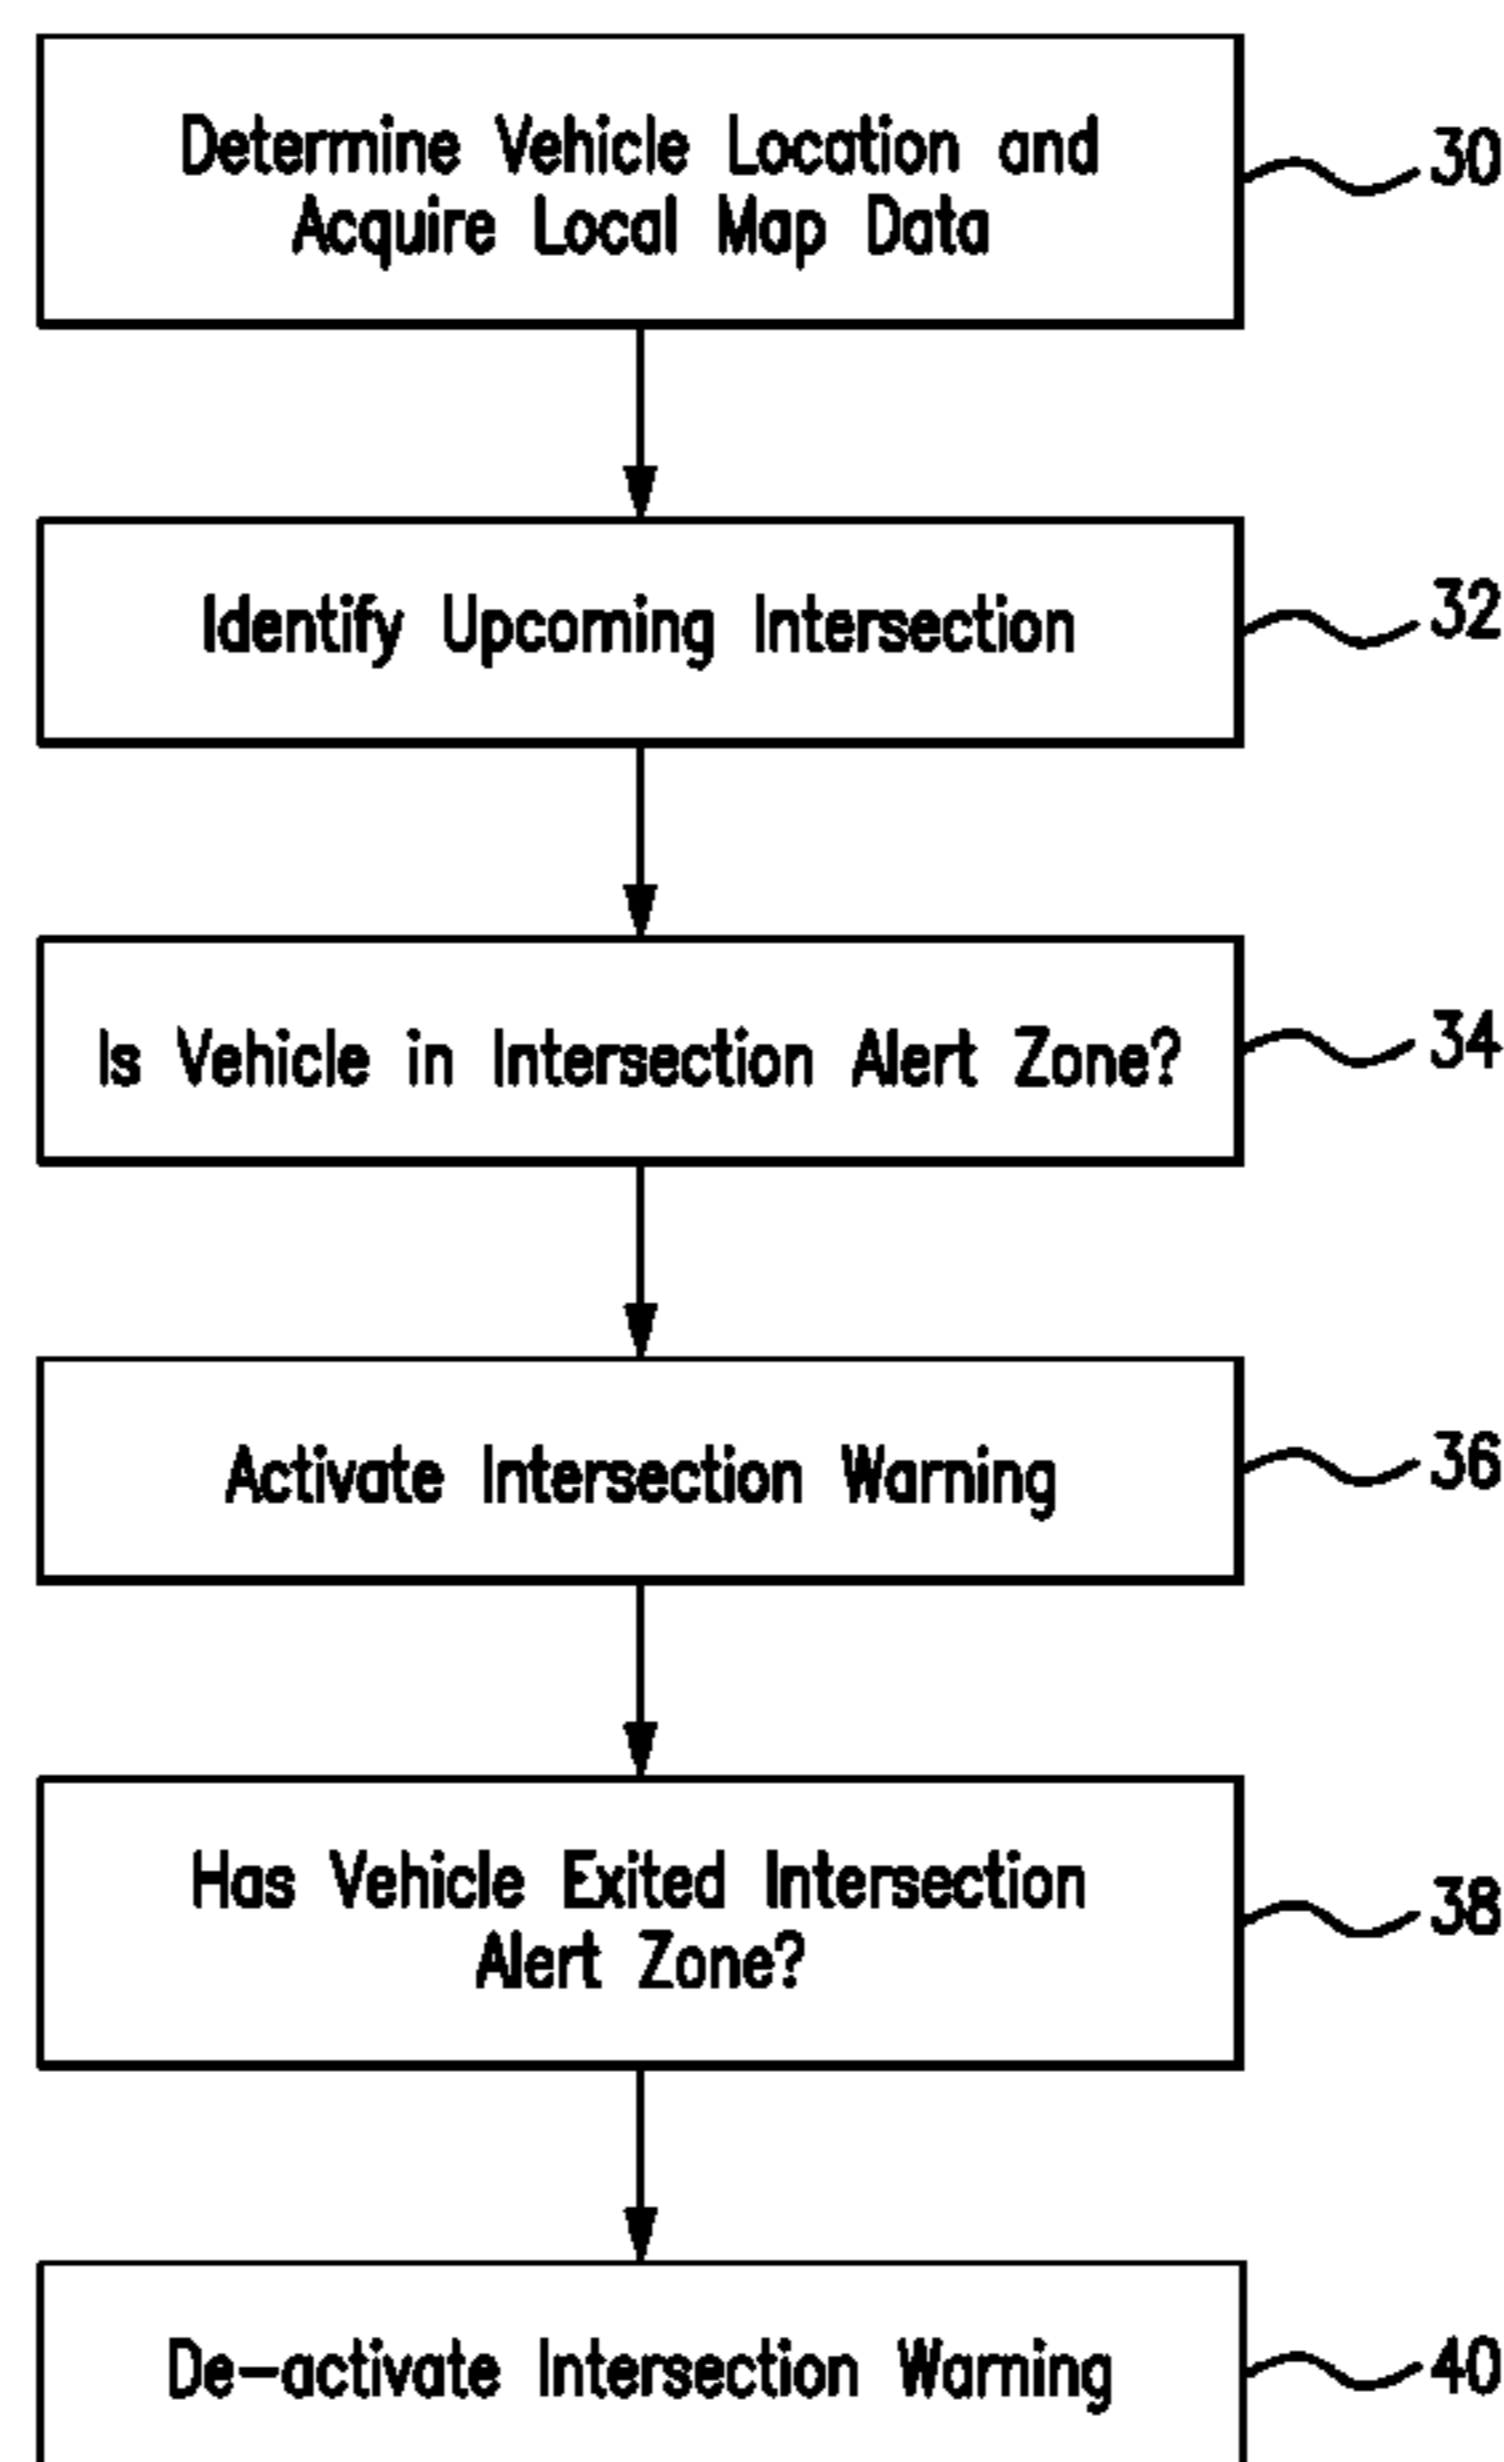 Determine Vehicle Location and
Acquire Local Map Data
30
Identify Upcoming Intersection
32
Is Vehicle in Intersection Alert Zone?
34
Activate Intersection Warning
36
Has Vehicle Exited Intersection
Alert Zone?
38
De-activate Intersection Warning
40